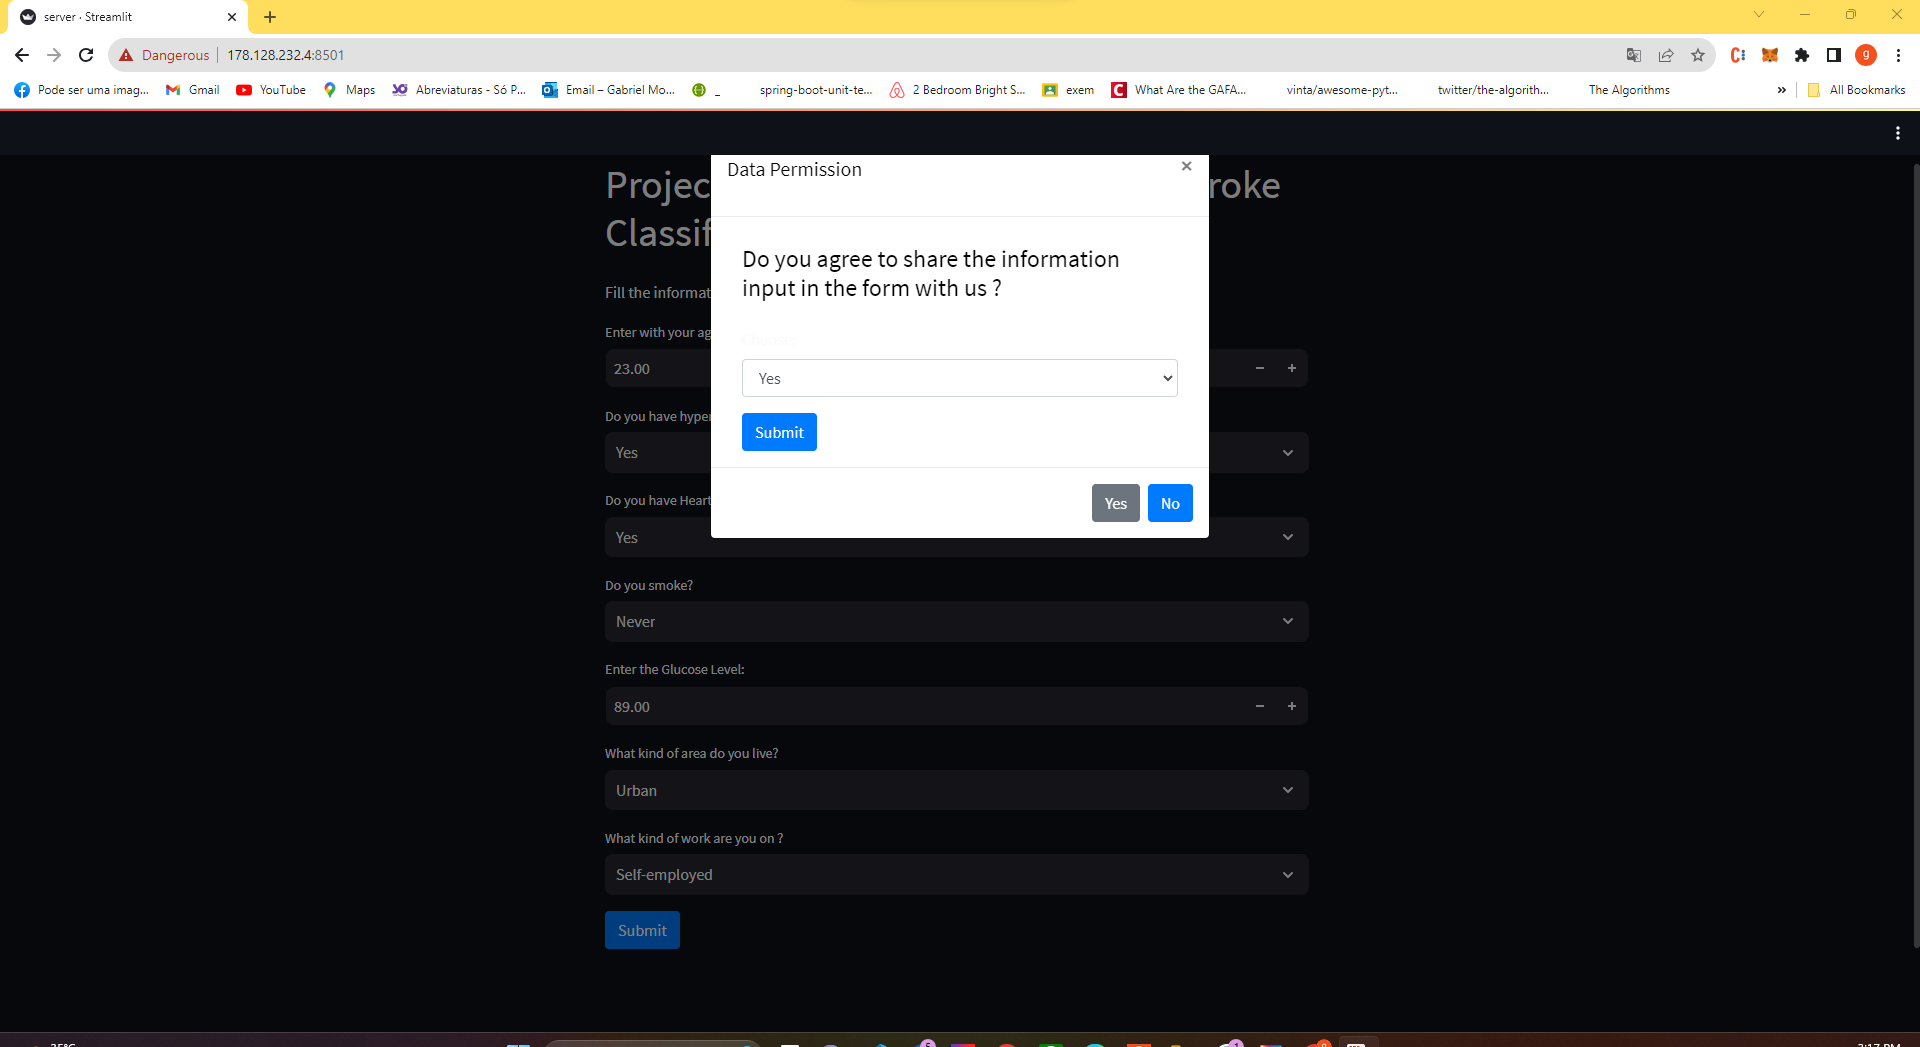 server · Streamlit
Dangerous
178.128.232.4:8501
Pode ser uma imag...
Gmail
YouTube
Maps
Abreviaturas - Só P...
Email – Gabriel Mo...
_
spring-boot-unit-te...
2 Bedroom Bright S...
exem
What Are the GAFA...
vinta/awesome-pyt...
twitter/the-algorith...
The Algorithms
»
All Bookmarks
Data Permission
×
Projec
roke
Classif
Do you agree to share the information
input in the form with us ?
Fill the informat
Enter with your ag
23.00
Yes
Do you have hyper
Submit
Yes
Do you have Heart
Yes
No
Yes
Do you smoke?
Never
Enter the Glucose Level:
89.00
What kind of area do you live?
Urban
What kind of work are you on ?
Self-employed
Submit